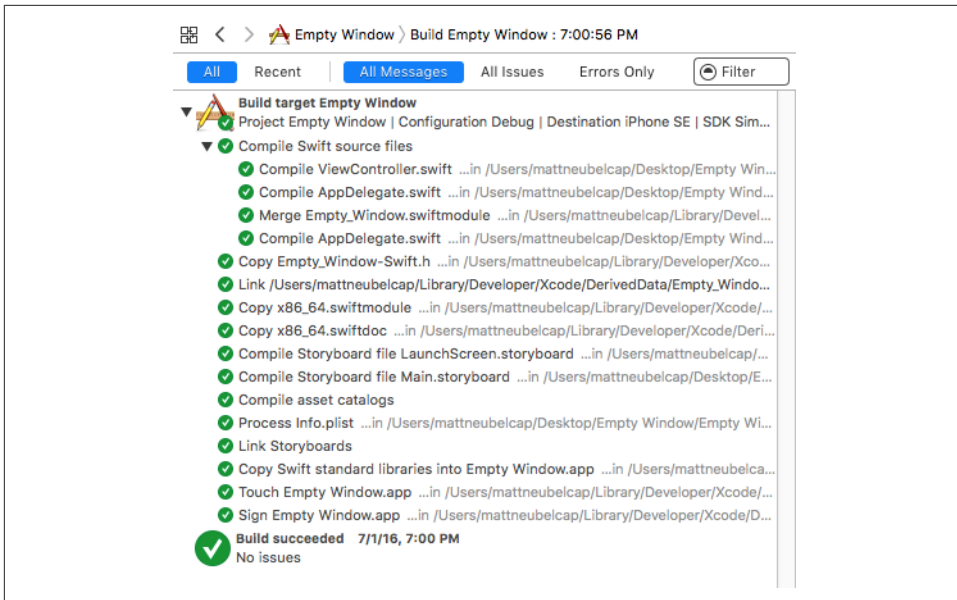 Empty Window 〉 Build Empty Window : 7:00:56 PM
All Recent All Messages All Issues Errors Only Filter
Build target Empty Window
Project Empty Window | Configuration Debug | Destination iPhone SE | SDK Sim...
Compile Swift source files
Compile ViewController.swift ...in /Users/mattneubelcap/Desktop/Empty Win...
Compile AppDelegate.swift ...in /Users/mattneubelcap/Desktop/Empty Wind...
Merge Empty_Window.swiftmodule ...in /Users/mattneubelcap/Library/Devel...
Compile AppDelegate.swift ...in /Users/mattneubelcap/Desktop/Empty Wind...
Copy Empty_Window-Swift.h ...in /Users/mattneubelcap/Library/Developer/Xco...
Link /Users/mattneubelcap/Library/Developer/Xcode/DerivedData/Empty_Windo...
Copy x86_64.swiftmodule ...in /Users/mattneubelcap/Library/Developer/Xcode/...
Copy x86_64.swiftdoc ...in /Users/mattneubelcap/Library/Developer/Xcode/Deri...
Compile Storyboard file LaunchScreen.storyboard ...in /Users/mattneubelcap/...
Compile Storyboard file Main.storyboard ...in /Users/mattneubelcap/Desktop/E...
Compile asset catalogs
Process Info.plist ...in /Users/mattneubelcap/Desktop/Empty Window/Empty Wi...
Link Storyboards
Copy Swift standard libraries into Empty Window.app ...in /Users/mattneubelca...
Touch Empty Window.app ...in /Users/mattneubelcap/Library/Developer/Xcode/...
Sign Empty Window.app ...in /Users/mattneubelcap/Library/Developer/Xcode/D...
Build succeeded 7/1/16, 7:00 PM
No issues